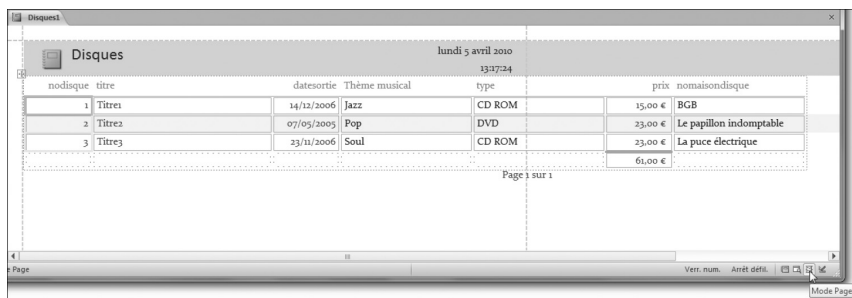 Disques1
Disques
lundi 5 avril 2010
13:17:24
nodisque titre datesortie Thème musical type prix nomaisondisque
1 Titre1 14/12/2006 Jazz CD ROM 15,00 € BGB
2 Titre2 07/05/2005 Pop DVD 23,00 € Le papillon indomptable
3 Titre3 23/11/2006 Soul CD ROM 23,00 € La puce électrique
61,00 €
Page 1 sur 1
e Page Verr. num. Arrêt défil.
Mode Page